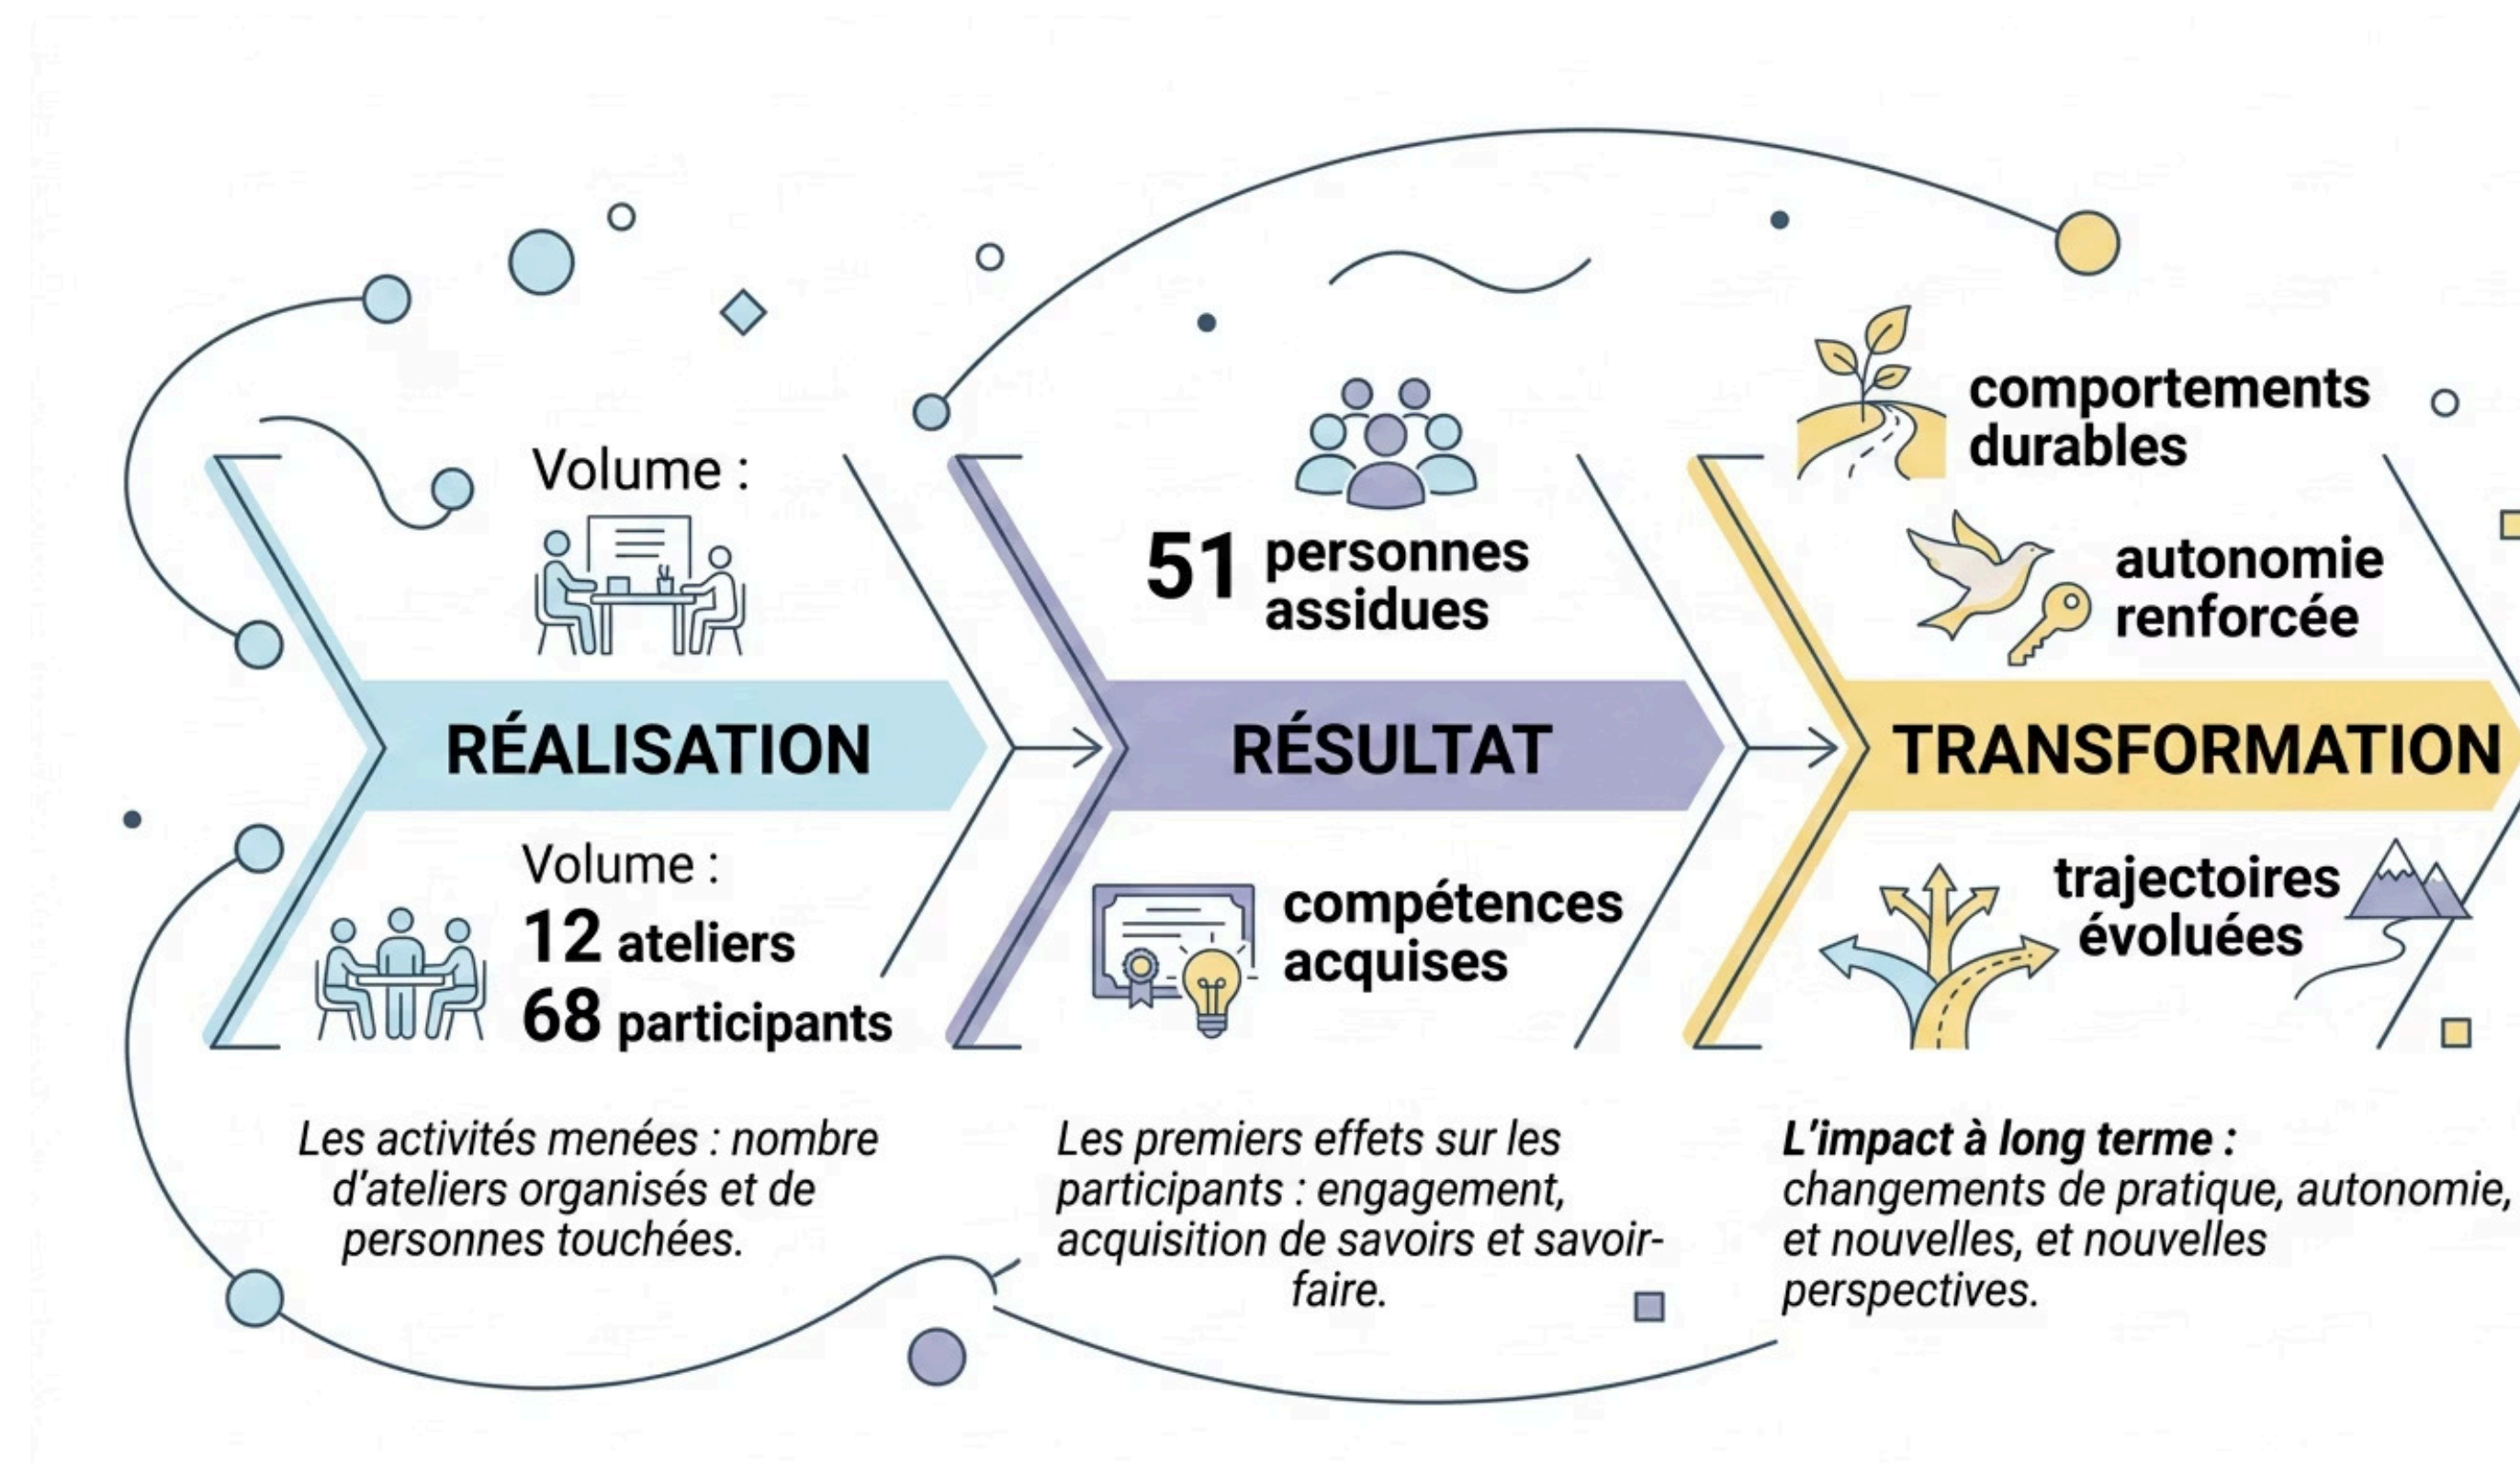 Volume :
RÉALISATION
Volume :
12 ateliers
68 participants
Les activités menées : nombre
d’ateliers organisés et de
personnes touchées.
51 personnes
assidues
RÉSULTAT
compétences
acquises
Les premiers effets sur les
participants : engagement,
acquisition de savoirs et savoir-
faire.
comportements
durables
autonomie
renforcée
TRANSFORMATION
trajectoires
évoluées
L’impact à long terme :
changements de pratique, autonomie,
et nouvelles, et nouvelles
perspectives.